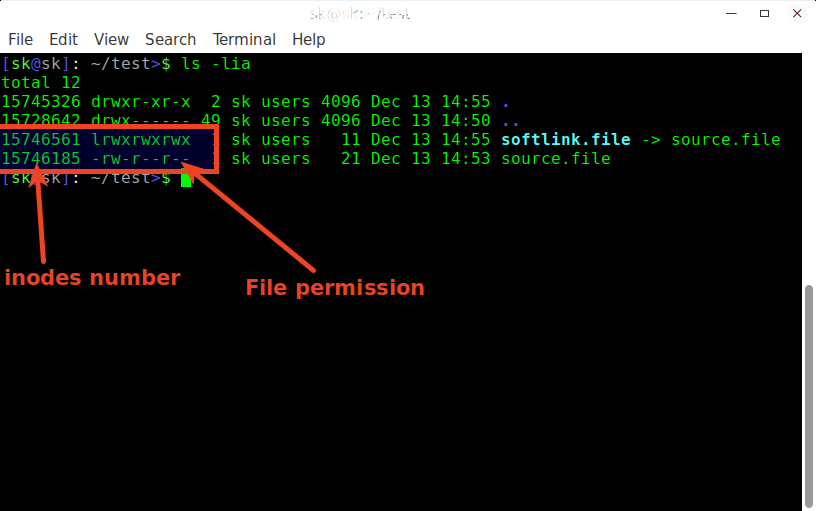 sk@sk:~/test
File Edit View Search Terminal Help
[sk@sk]: ~/test>$ ls -lia
total 12
15745326 drwxr-xr-x 2 sk users 4096 Dec 13 14:55 .
15728642 drwx------ 49 sk users 4096 Dec 13 14:50 ..
15746561 lrwxrwxrwx 1 sk users 11 Dec 13 14:55 softlink.file -> source.file
15746185 -rw-r--r-- 1 sk users 21 Dec 13 14:53 source.file
[sk@sk]: ~/test>$
inodes number
File permission